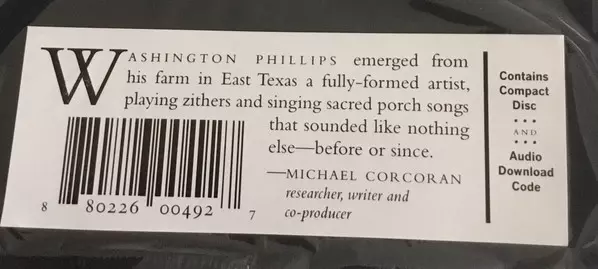 WASHINGTON PHILLIPS emerged from
his farm in East Texas a fully-formed artist,
playing zithers and singing sacred porch songs
that sounded like nothing
else—before or since.
—MICHAEL CORCORAN
researcher, writer and
co-producer
8 80226 00492 7
Contains
Compact
Disc
• • •
AND
• • •
Audio
Download
Code